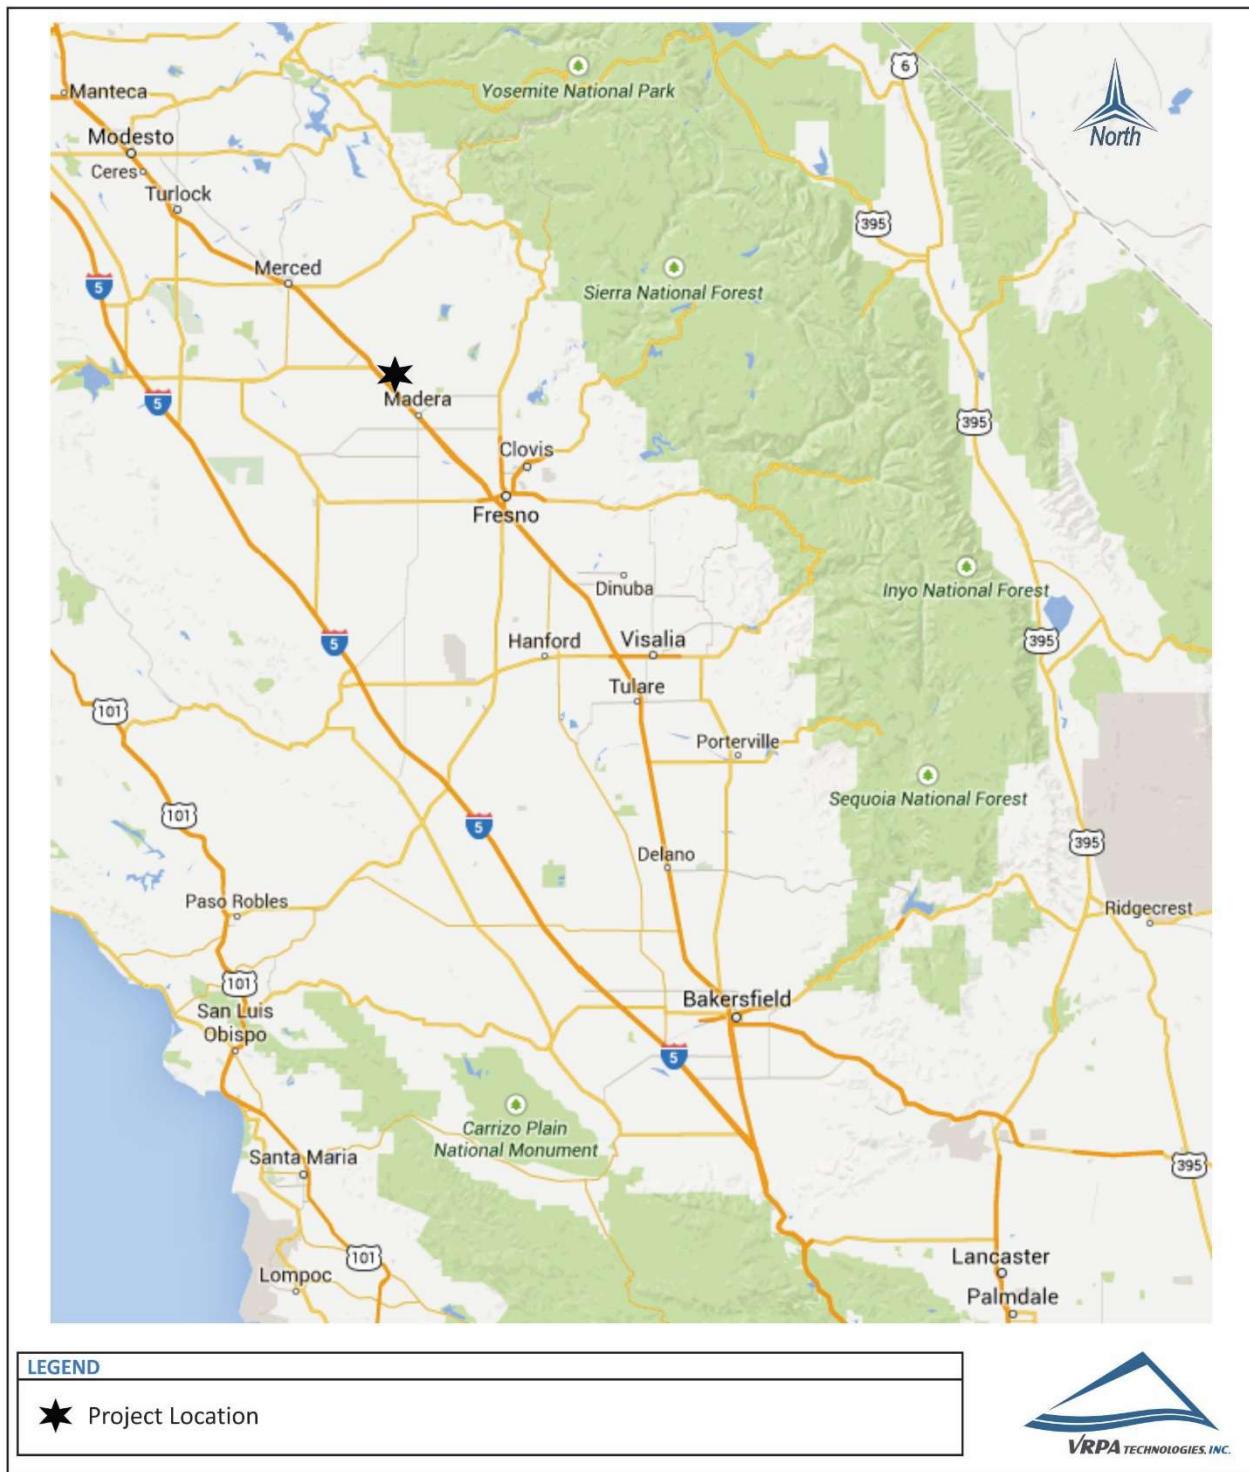 Manteca
Yosemite National Park
6
North
Modesto
Ceres
Turlock
395
Merced
5
Sierra National Forest
5
Madera
395
Clovis
Fresno
Dinuba
Inyo National Forest
5
Hanford
Visalia
395
Tulare
101
Porterville
Sequoia National Forest
101
5
395
Delano
Paso Robles
Ridgecrest
101
San Luis
Obispo
Bakersfield
5
Carrizo Plain
National Monument
Santa Maria
395
101
Lompoc
Lancaster
Palmdale
LEGEND
Project Location
VRPA TECHNOLOGIES, INC.